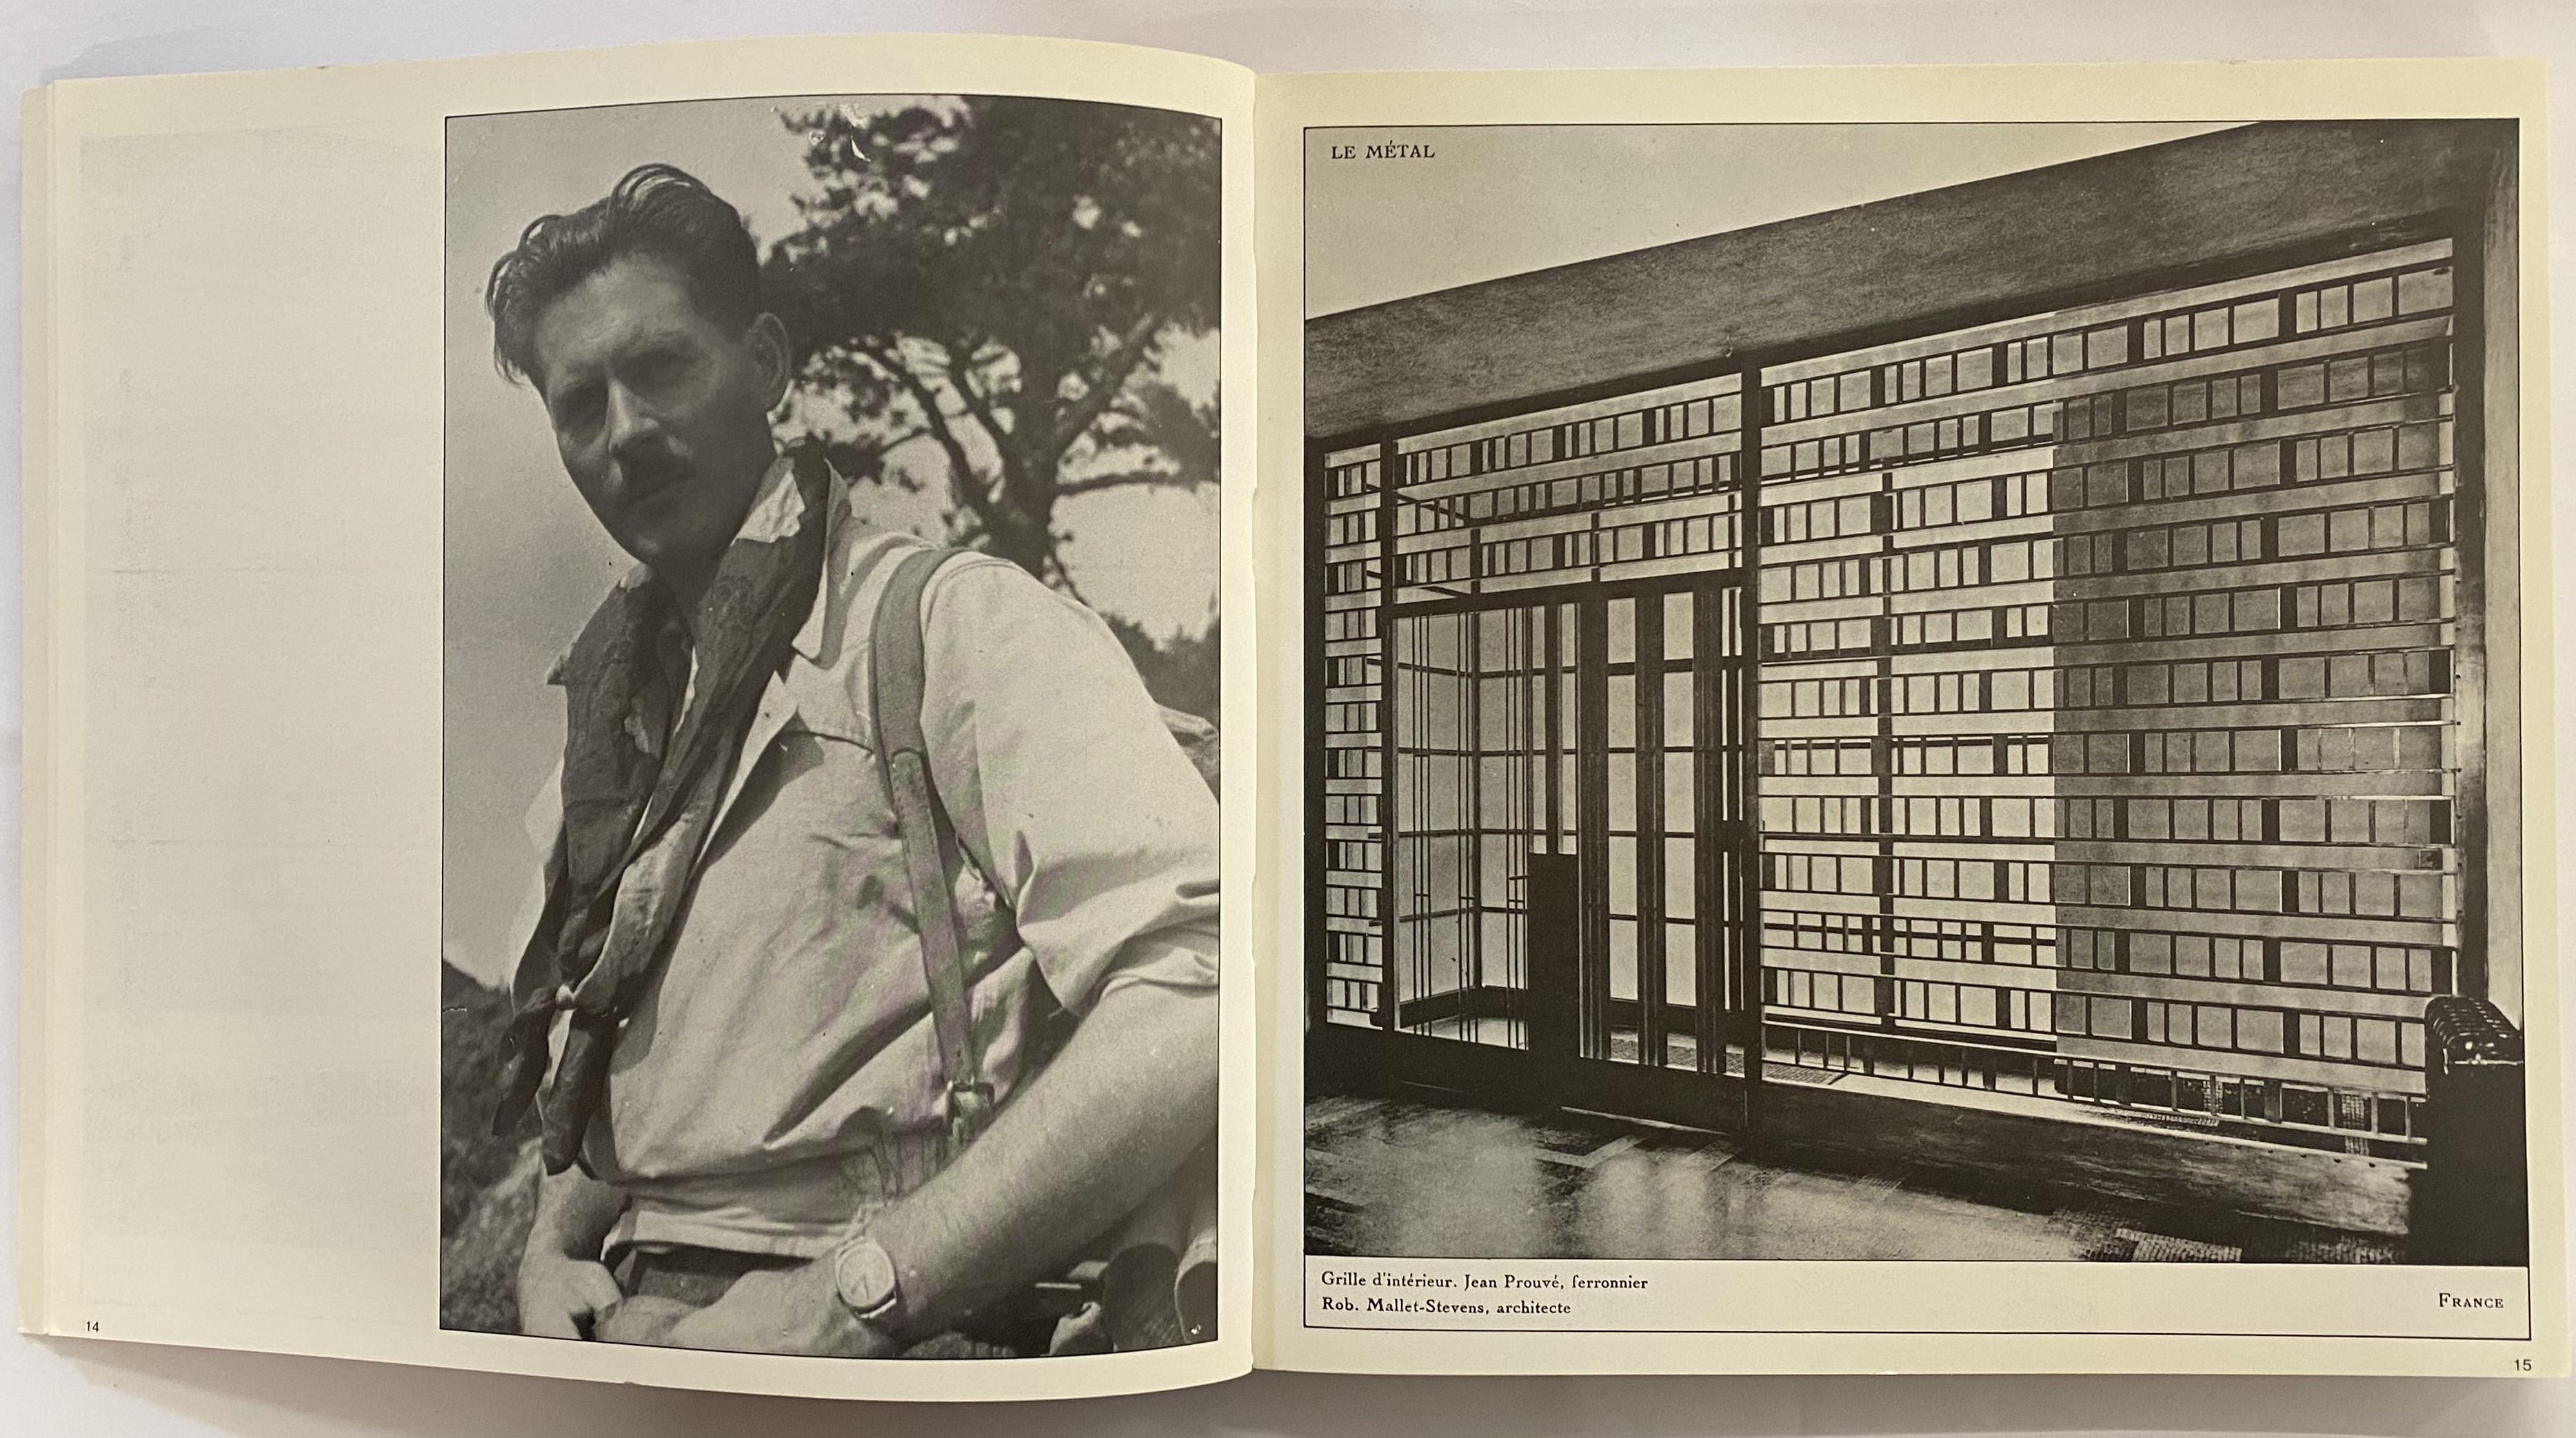 14
LE MÉTAL
Grille d'intérieur. Jean Prouvé, ferronnier
Rob. Mallet-Stevens, architecte
FRANCE
15